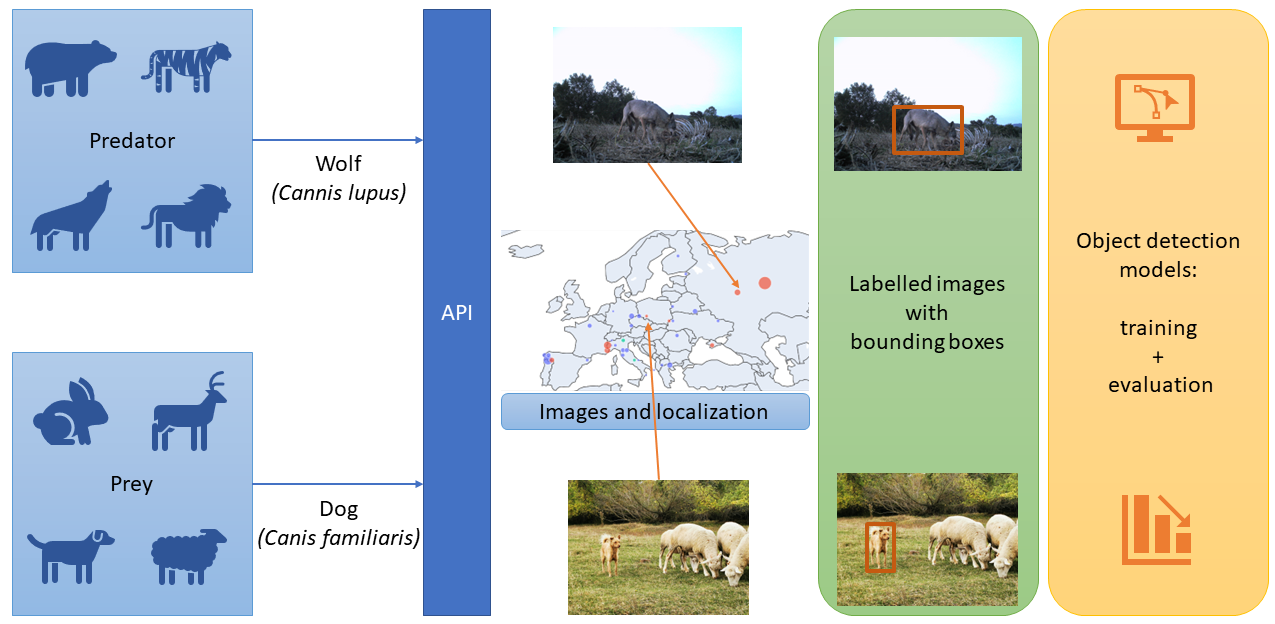 Predator
Wolf
(Cannis lupus)
Prey
Dog
(Canis familiaris)
API
Images and localization
Labelled images
with
bounding boxes
Object detection
models:
training
+
evaluation